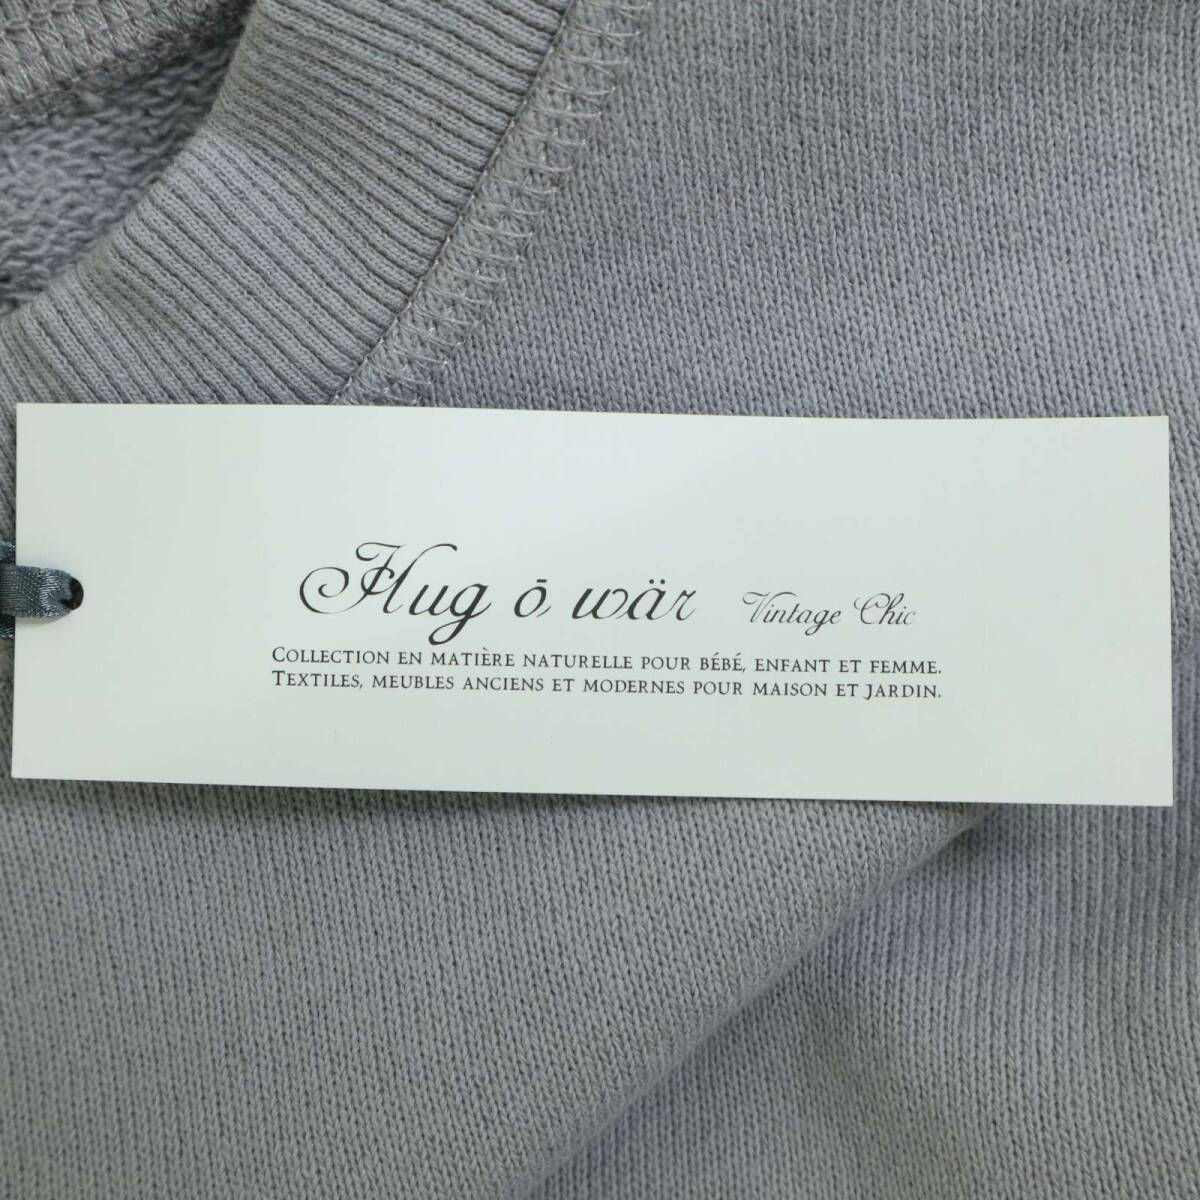 Hug ō wär Vintage Chic
COLLECTION EN MATIÈRE NATURELLE POUR BÉBÉ, ENFANT ET FEMME.
TEXTILES, MEUBLES ANCIENS ET MODERNES POUR MAISON ET JARDIN.